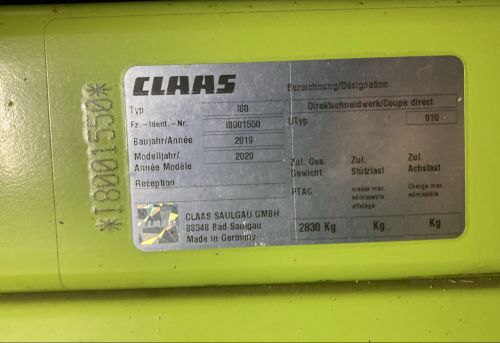 *I8001550*
CLAAS
Bezeichnung/Désignation
Typ I80
Direktschneidwerk/Coupe direct
Fz.-Ident.-Nr. I8001550
UTyp 010
Baujahr/Année 2019
Modelljahr/ 2020
Année Modèle
Reception
Zul. Ges. Zul. Zul.
Gewicht Stützlast Achslast
PTAC masse max. Charge max.
admissible admissible
attelage
CLAAS SAULGAU GMBH
88348 Bad Saulgau
Made in Germany
2830 Kg Kg Kg